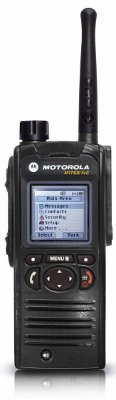 MOTOROLA
Main Menu
Messages
Contacts
Security
Setup
More...
Select Back
MENU